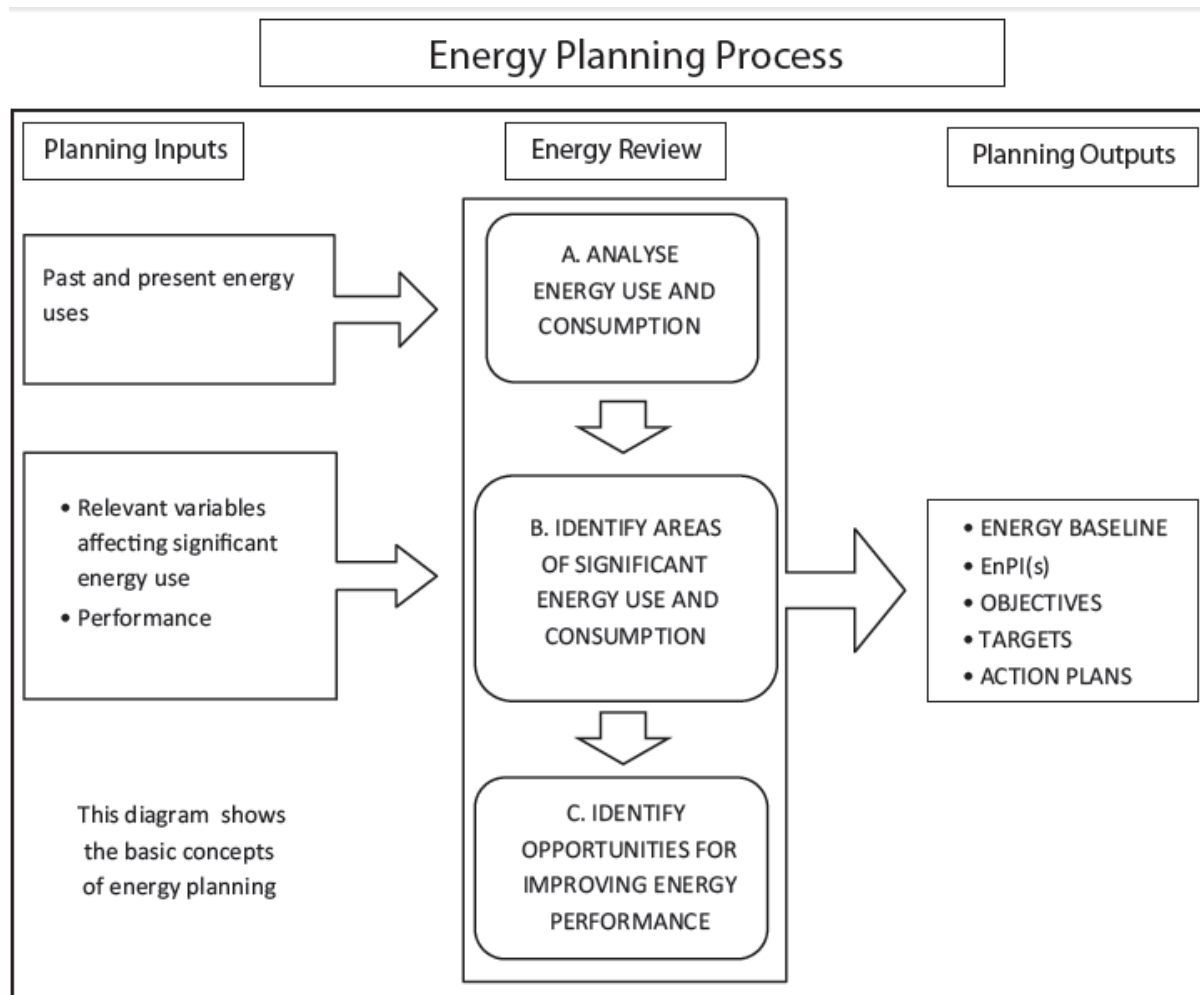 Energy Planning Process
Planning Inputs
Energy Review
Planning Outputs
Past and present energy
uses
A. ANALYSE
ENERGY USE AND
CONSUMPTION
• Relevant variables
affecting significant
energy use
• Performance
B. IDENTIFY AREAS
OF SIGNIFICANT
ENERGY USE AND
CONSUMPTION
• ENERGY BASELINE
• EnPI(s)
• OBJECTIVES
• TARGETS
• ACTION PLANS
This diagram shows
the basic concepts
of energy planning
C. IDENTIFY
OPPORTUNITIES FOR
IMPROVING ENERGY
PERFORMANCE